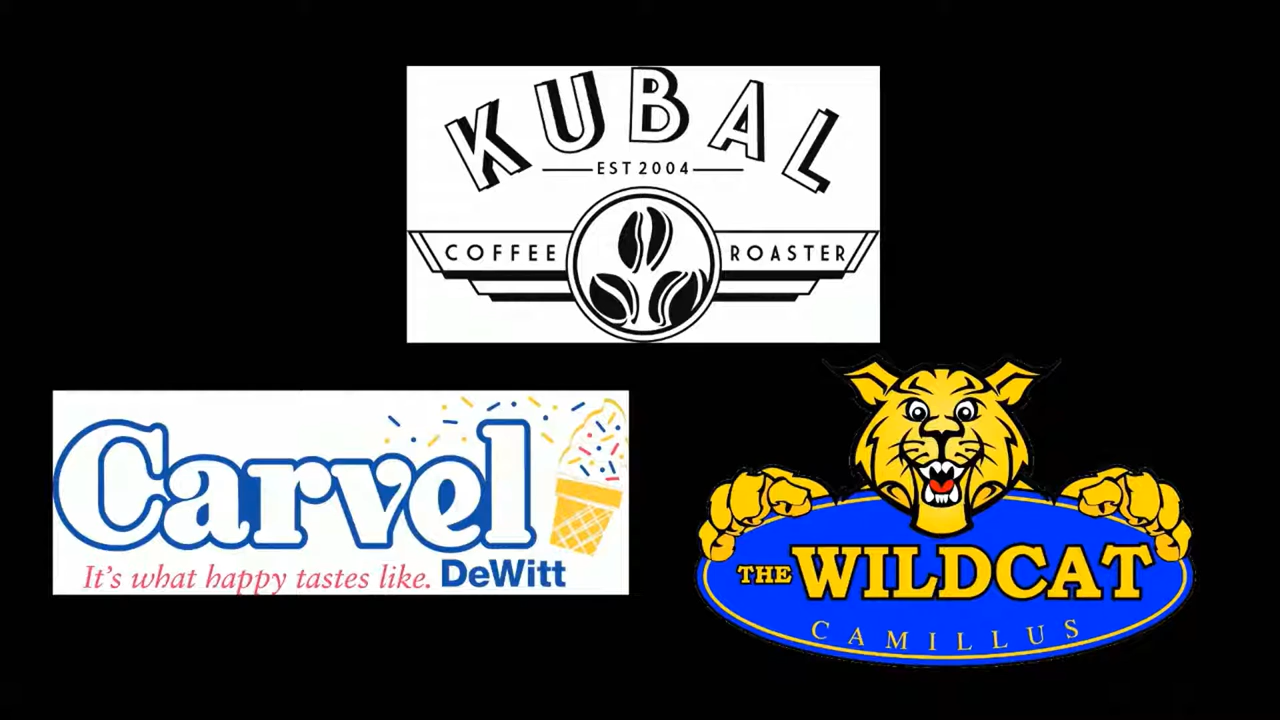 KUBAL
EST 2004
COFFEE ROASTER
Carvel
It's what happy tastes like. DeWitt
THE WILDCAT
CAMILLUS